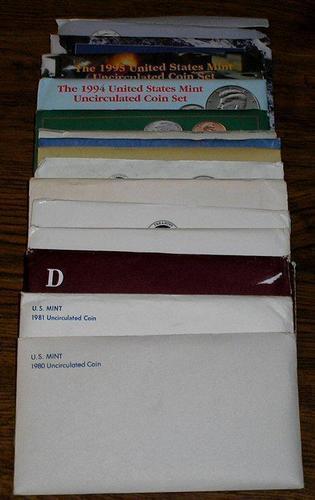 The 1995 United States Mint
Uncirculated Coin Set
The 1994 United States Mint
Uncirculated Coin Set
D
U.S. MINT
1981 Uncirculated Coin
U.S. MINT
1980 Uncirculated Coin